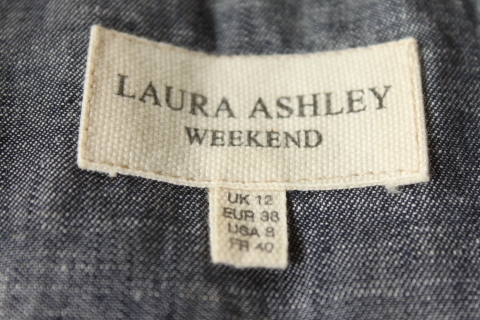 LAURA ASHLEY
WEEKEND
UK 12
EUR 38
USA 8
FR 40